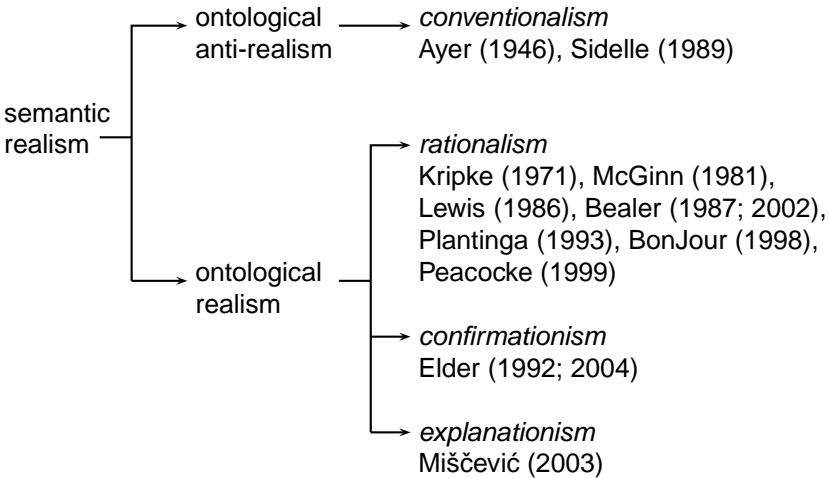 semantic
realism
ontological
anti-realism
conventionalism
Ayer (1946), Sidelle (1989)
ontological
realism
rationalism
Kripke (1971), McGinn (1981),
Lewis (1986), Bealer (1987; 2002),
Plantinga (1993), BonJour (1998),
Peacocke (1999)
confirmationism
Elder (1992; 2004)
explanationism
Miščević (2003)